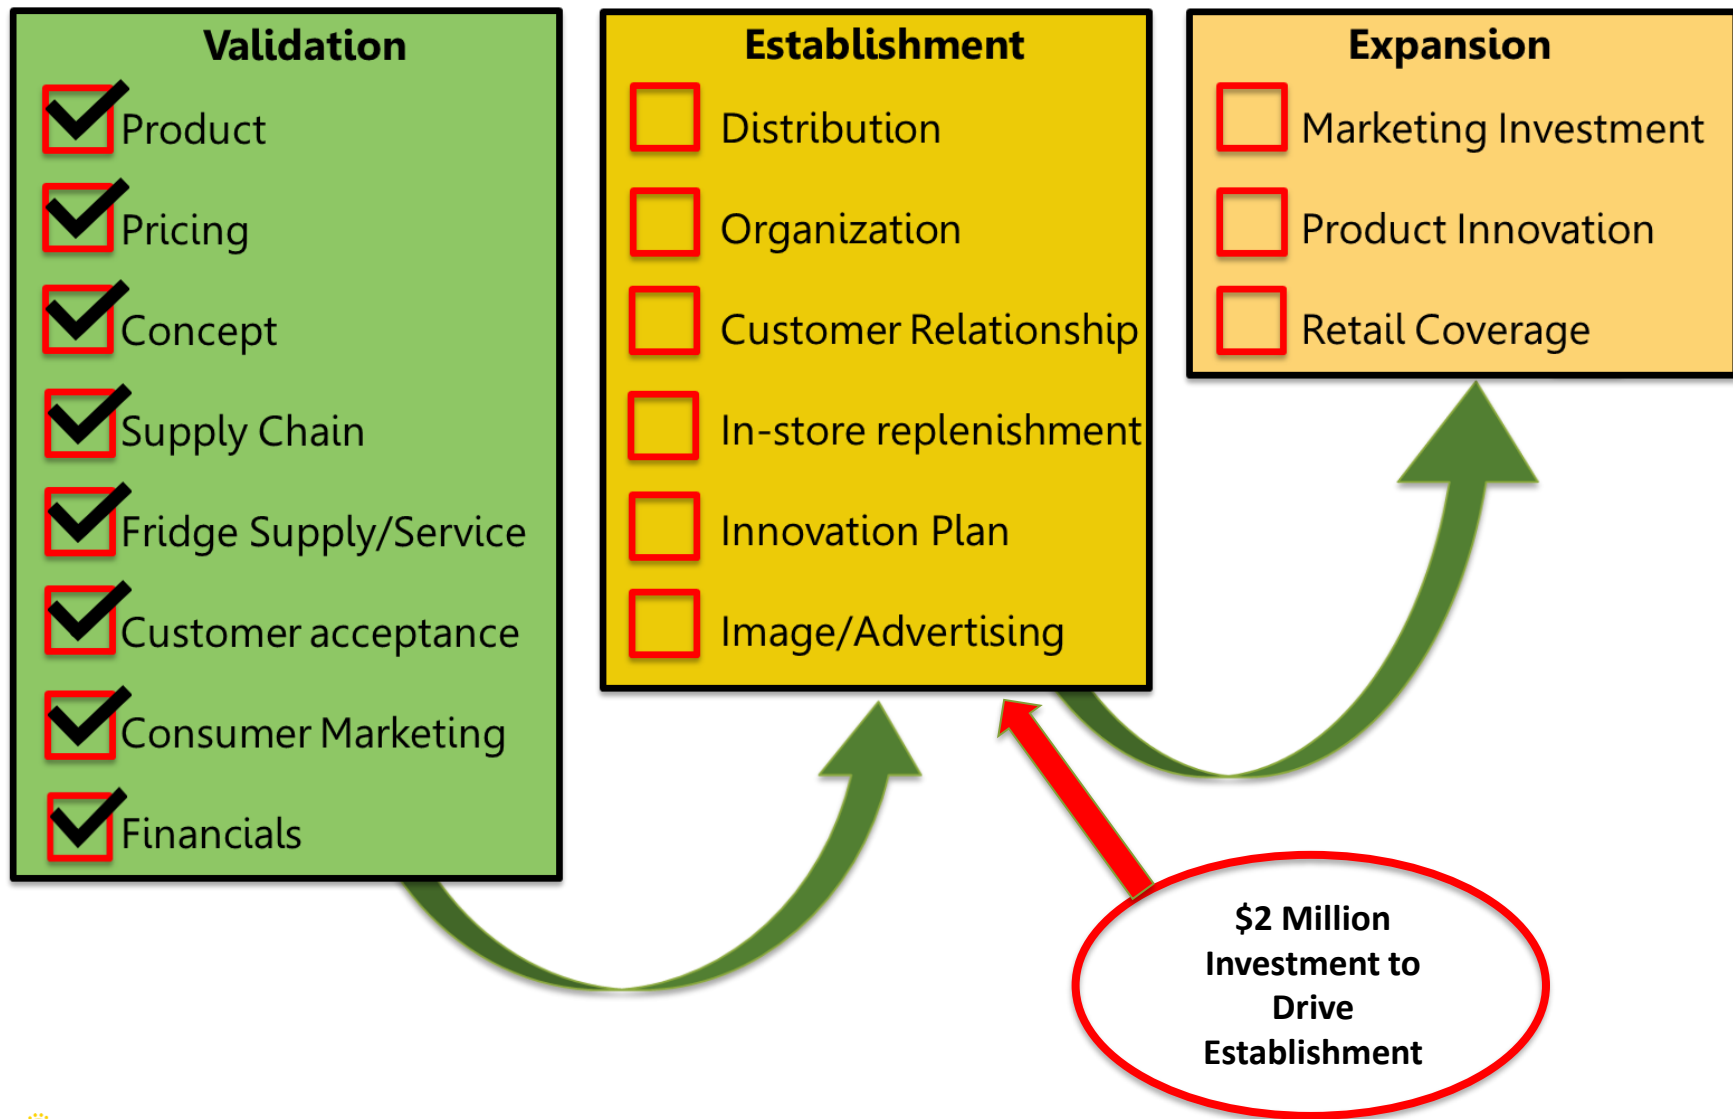 Validation
Product
Pricing
Concept
Supply Chain
Fridge Supply/Service
Customer acceptance
Consumer Marketing
Financials
Establishment
Distribution
Organization
Customer Relationship
In-store replenishment
Innovation Plan
Image/Advertising
Expansion
Marketing Investment
Product Innovation
Retail Coverage
$2 Million
Investment to
Drive
Establishment